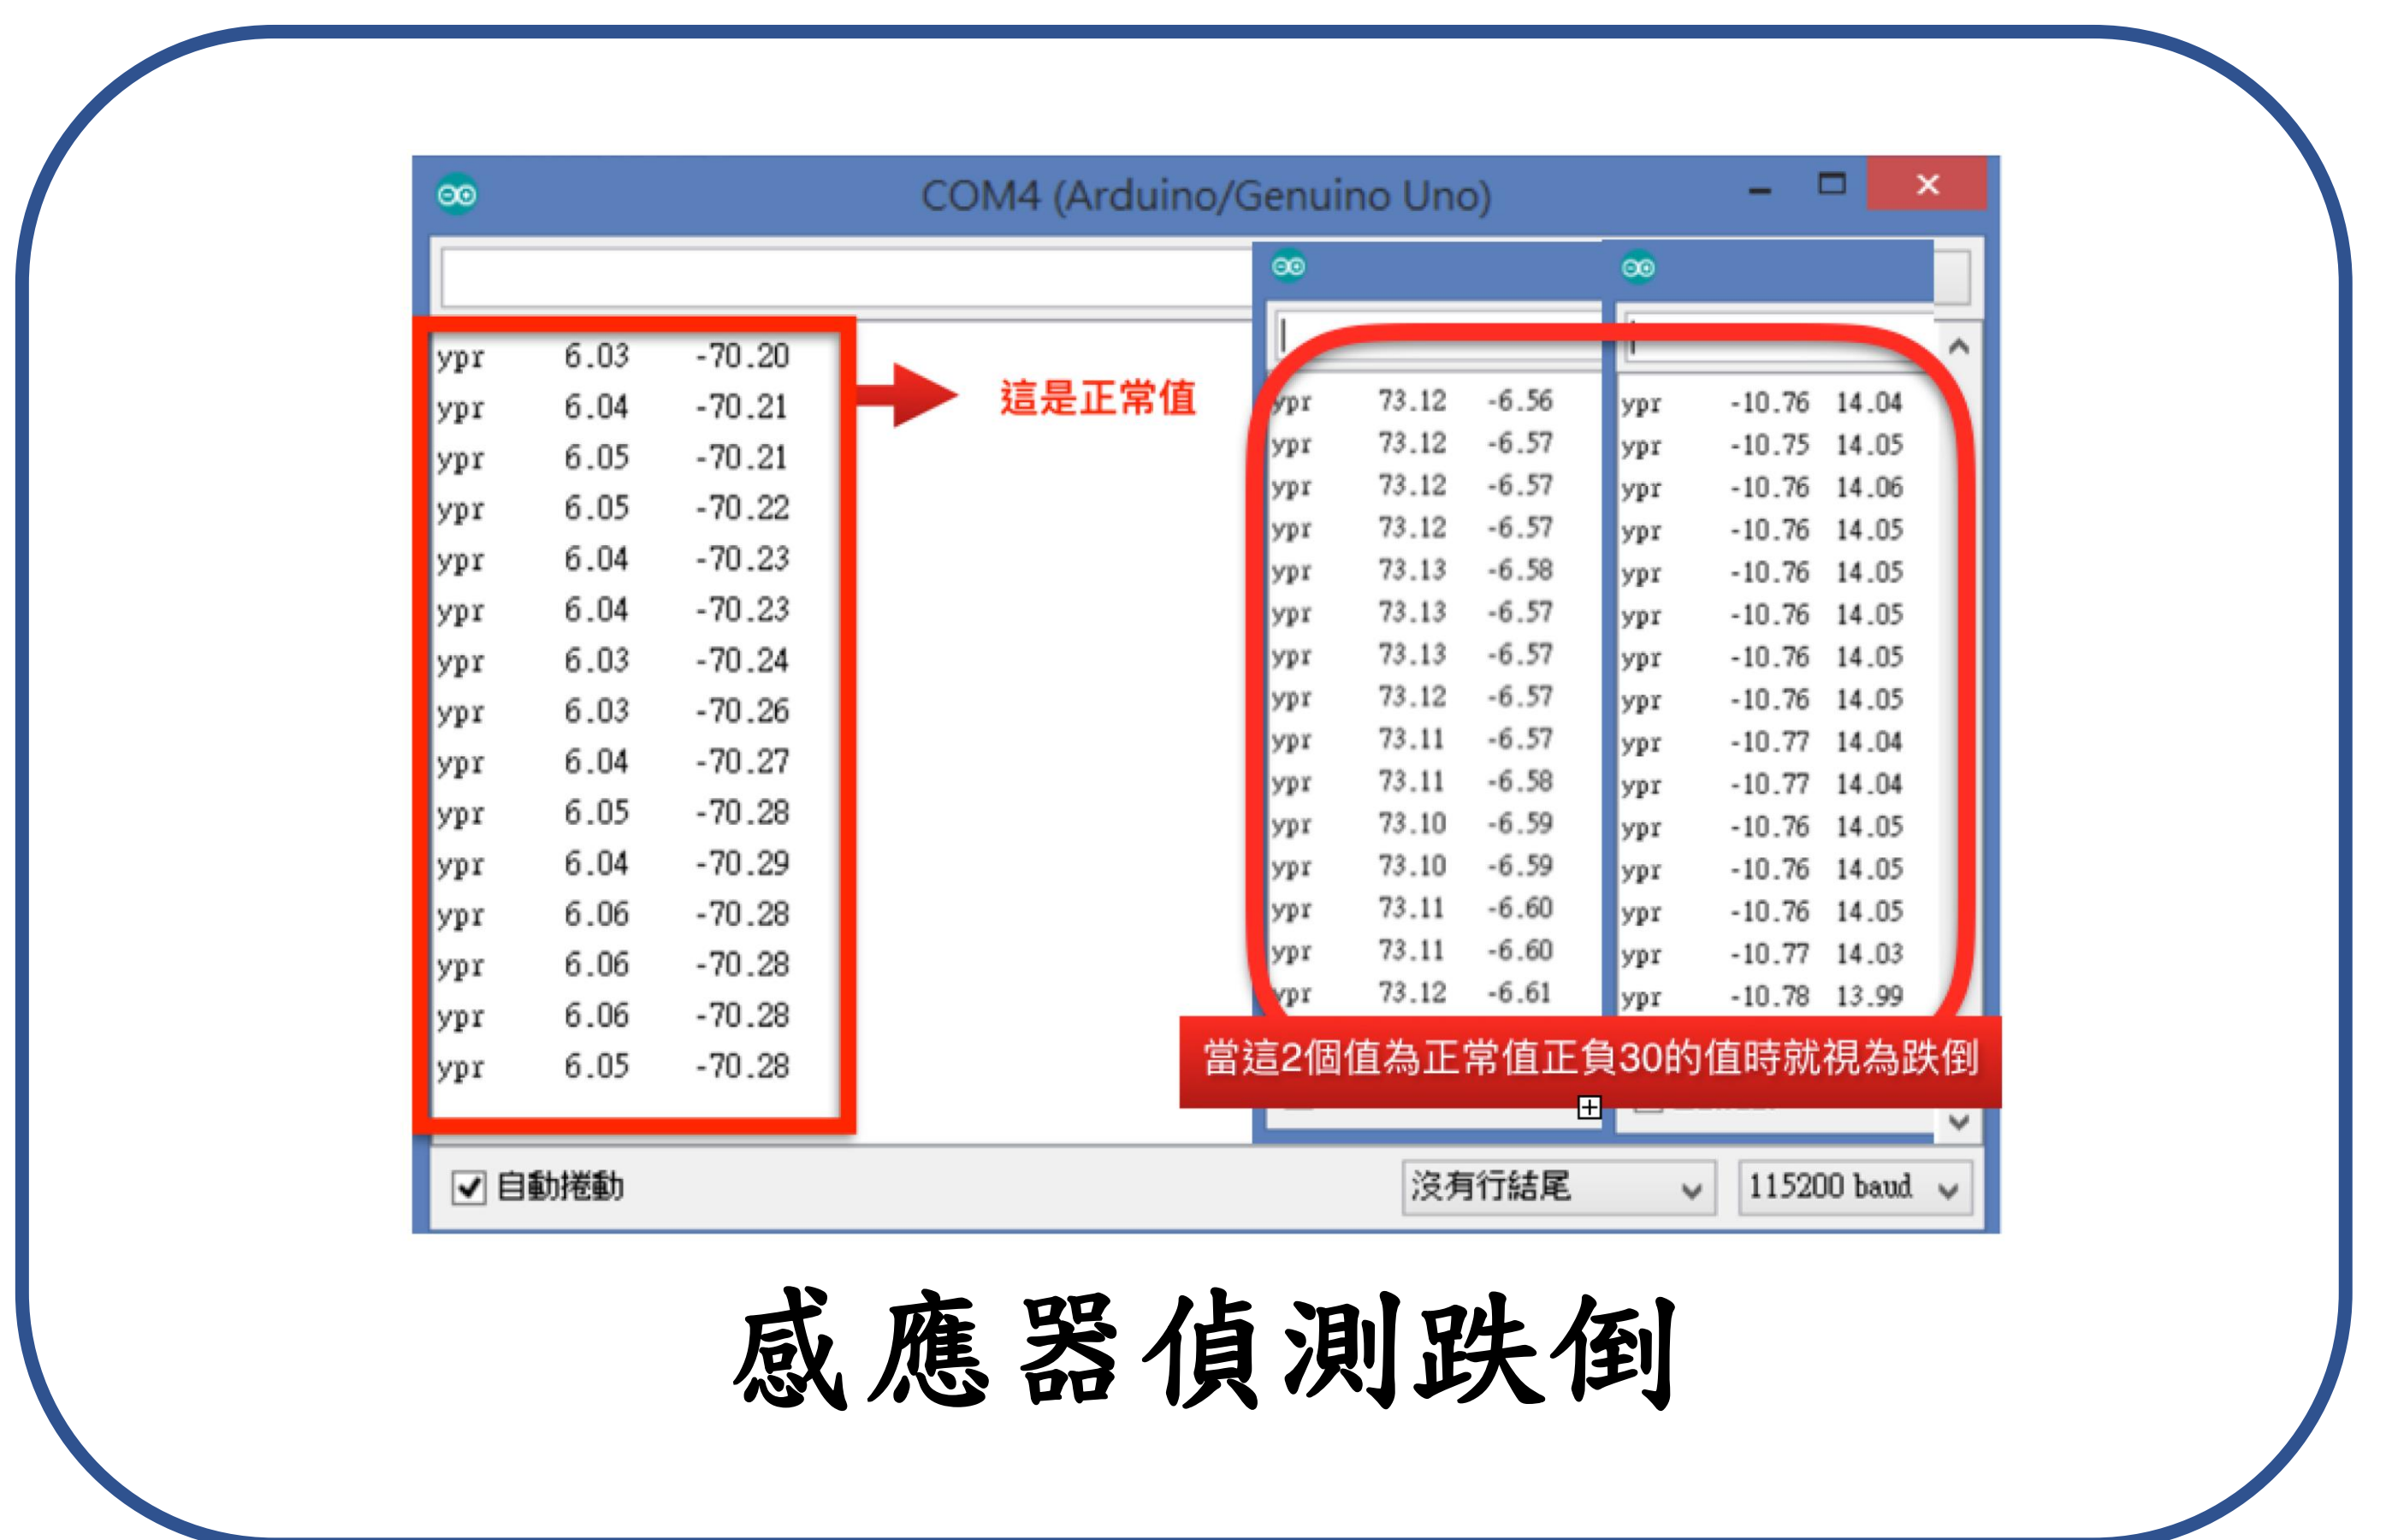 COM4 (Arduino/Genuino Uno)
ypr 6.03 -70.20
ypr 6.04 -70.21
ypr 6.05 -70.21
ypr 6.05 -70.22
ypr 6.04 -70.23
ypr 6.04 -70.23
ypr 6.03 -70.24
ypr 6.03 -70.26
ypr 6.04 -70.27
ypr 6.05 -70.28
ypr 6.04 -70.29
ypr 6.06 -70.28
ypr 6.06 -70.28
ypr 6.06 -70.28
ypr 6.05 -70.28
這是正常值
ypr 73.12 -6.56
ypr 73.12 -6.57
ypr 73.12 -6.57
ypr 73.12 -6.57
ypr 73.13 -6.58
ypr 73.13 -6.57
ypr 73.13 -6.57
ypr 73.12 -6.57
ypr 73.11 -6.57
ypr 73.11 -6.58
ypr 73.10 -6.59
ypr 73.10 -6.59
ypr 73.11 -6.60
ypr 73.11 -6.60
ypr 73.12 -6.61
ypr -10.76 14.04
ypr -10.75 14.05
ypr -10.76 14.06
ypr -10.76 14.05
ypr -10.76 14.05
ypr -10.76 14.05
ypr -10.76 14.05
ypr -10.76 14.05
ypr -10.77 14.04
ypr -10.77 14.04
ypr -10.76 14.05
ypr -10.76 14.05
ypr -10.76 14.05
ypr -10.77 14.03
ypr -10.78 13.99
當這2個值為正常值正負30的值時就視為跌倒
自動捲動
沒有行結尾
115200 baud
感應器偵測跌倒